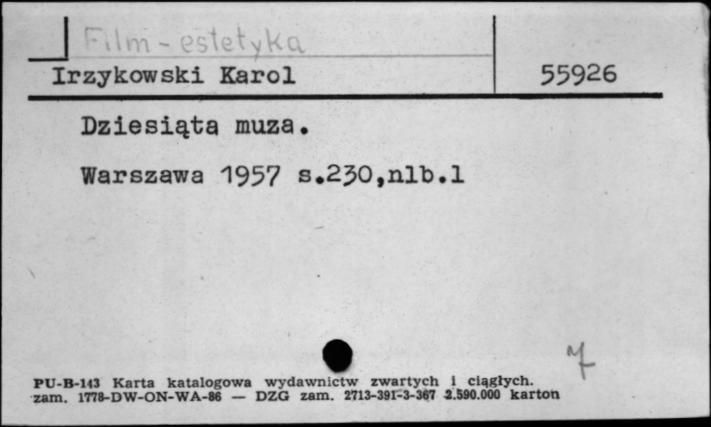 Film - estetyka
Irzykowski Karol 55926
Dziesiąta muza.
Warszawa 1957 s.230,nlb.1
PU-B-143 Karta katalogowa wydawnictw zwartych i ciągłych.
zam. 1778-DW-ON-WA-86 — DZG zam. 2713-391-3-367 2.590.000 karton